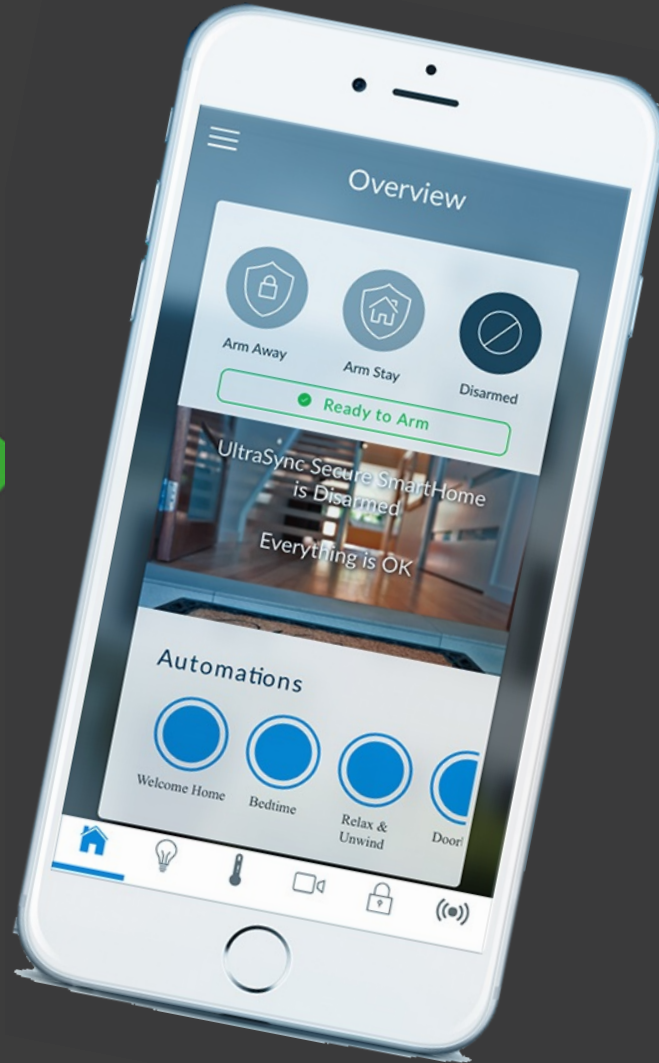 Overview
Arm Away
Arm Stay
Disarmed
Ready to Arm
UltraSync Secure SmartHome
is Disarmed
Everything is OK
Automations
Welcome Home
Bedtime
Relax &
Unwind